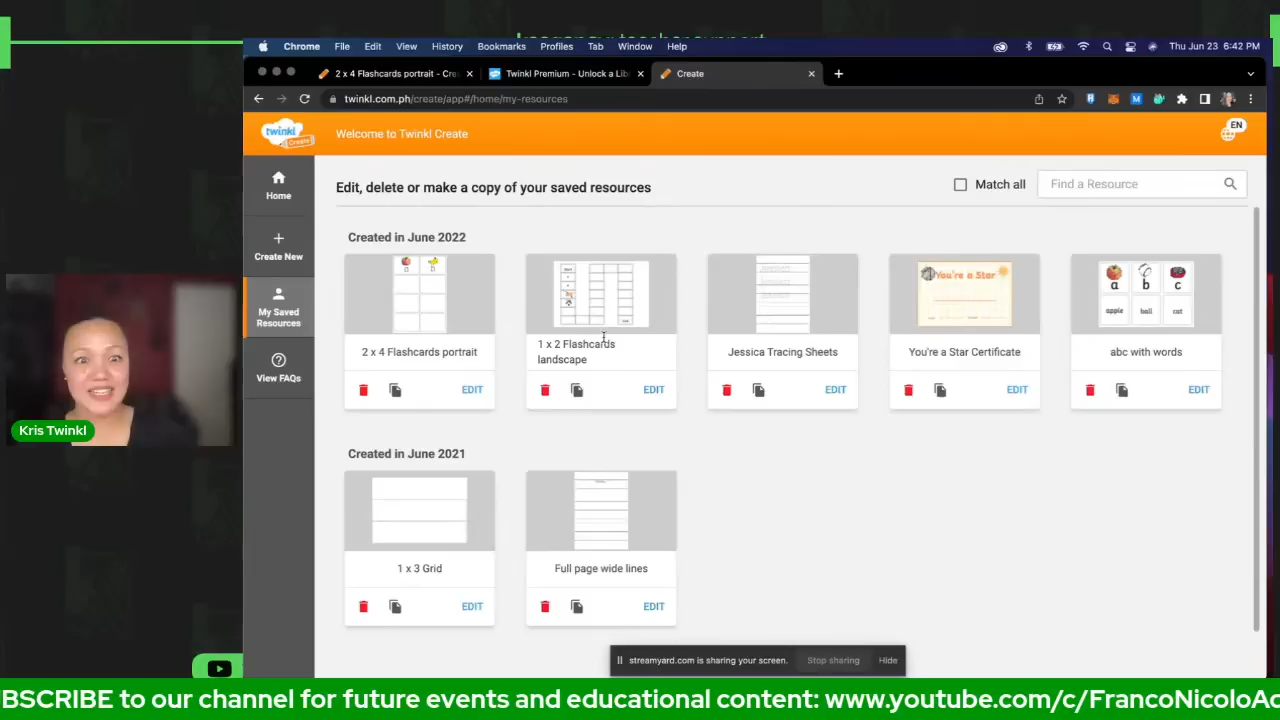 Chrome File Edit View History Bookmarks Profiles Tab Window Help Thu Jun 23 6:42 PM
2 x 4 Flashcards portrait - Cre
Twinkl Premium - Unlock a Lib
Create
twinkl.com.ph/create/app#/home/my-resources
twinkl
Create
Welcome to Twinkl Create
EN
Home
Create New
My Saved
Resources
View FAQs
Edit, delete or make a copy of your saved resources
Match all
Find a Resource
Created in June 2022
You're a Star
a b c
apple ball cat
2 x 4 Flashcards portrait
1 x 2 Flashcards
landscape
Jessica Tracing Sheets
You're a Star Certificate
abc with words
EDIT EDIT EDIT EDIT EDIT
Created in June 2021
1 x 3 Grid
Full page wide lines
EDIT EDIT
Kris Twinkl
streamyard.com is sharing your screen. Stop sharing Hide
BSCRIBE to our channel for future events and educational content: www.youtube.com/c/FrancoNicoloAc